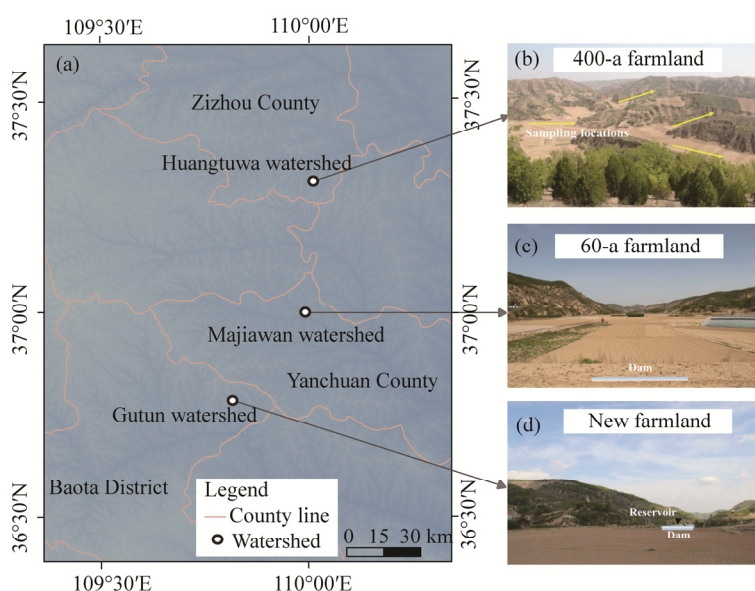 109°30′E
110°00′E
(a)
37°30′N
37°30′N
Zizhou County
Huangtuwa watershed
37°00′N
37°00′N
Majiawan watershed
Yanchuan County
Gutun watershed
Baota District
Legend
County line
Watershed
0 15 30 km
36°30′N
36°30′N
109°30′E
110°00′E
(b)
400-a farmland
Sampling locations
(c)
60-a farmland
Dam
(d)
New farmland
Reservoir
Dam